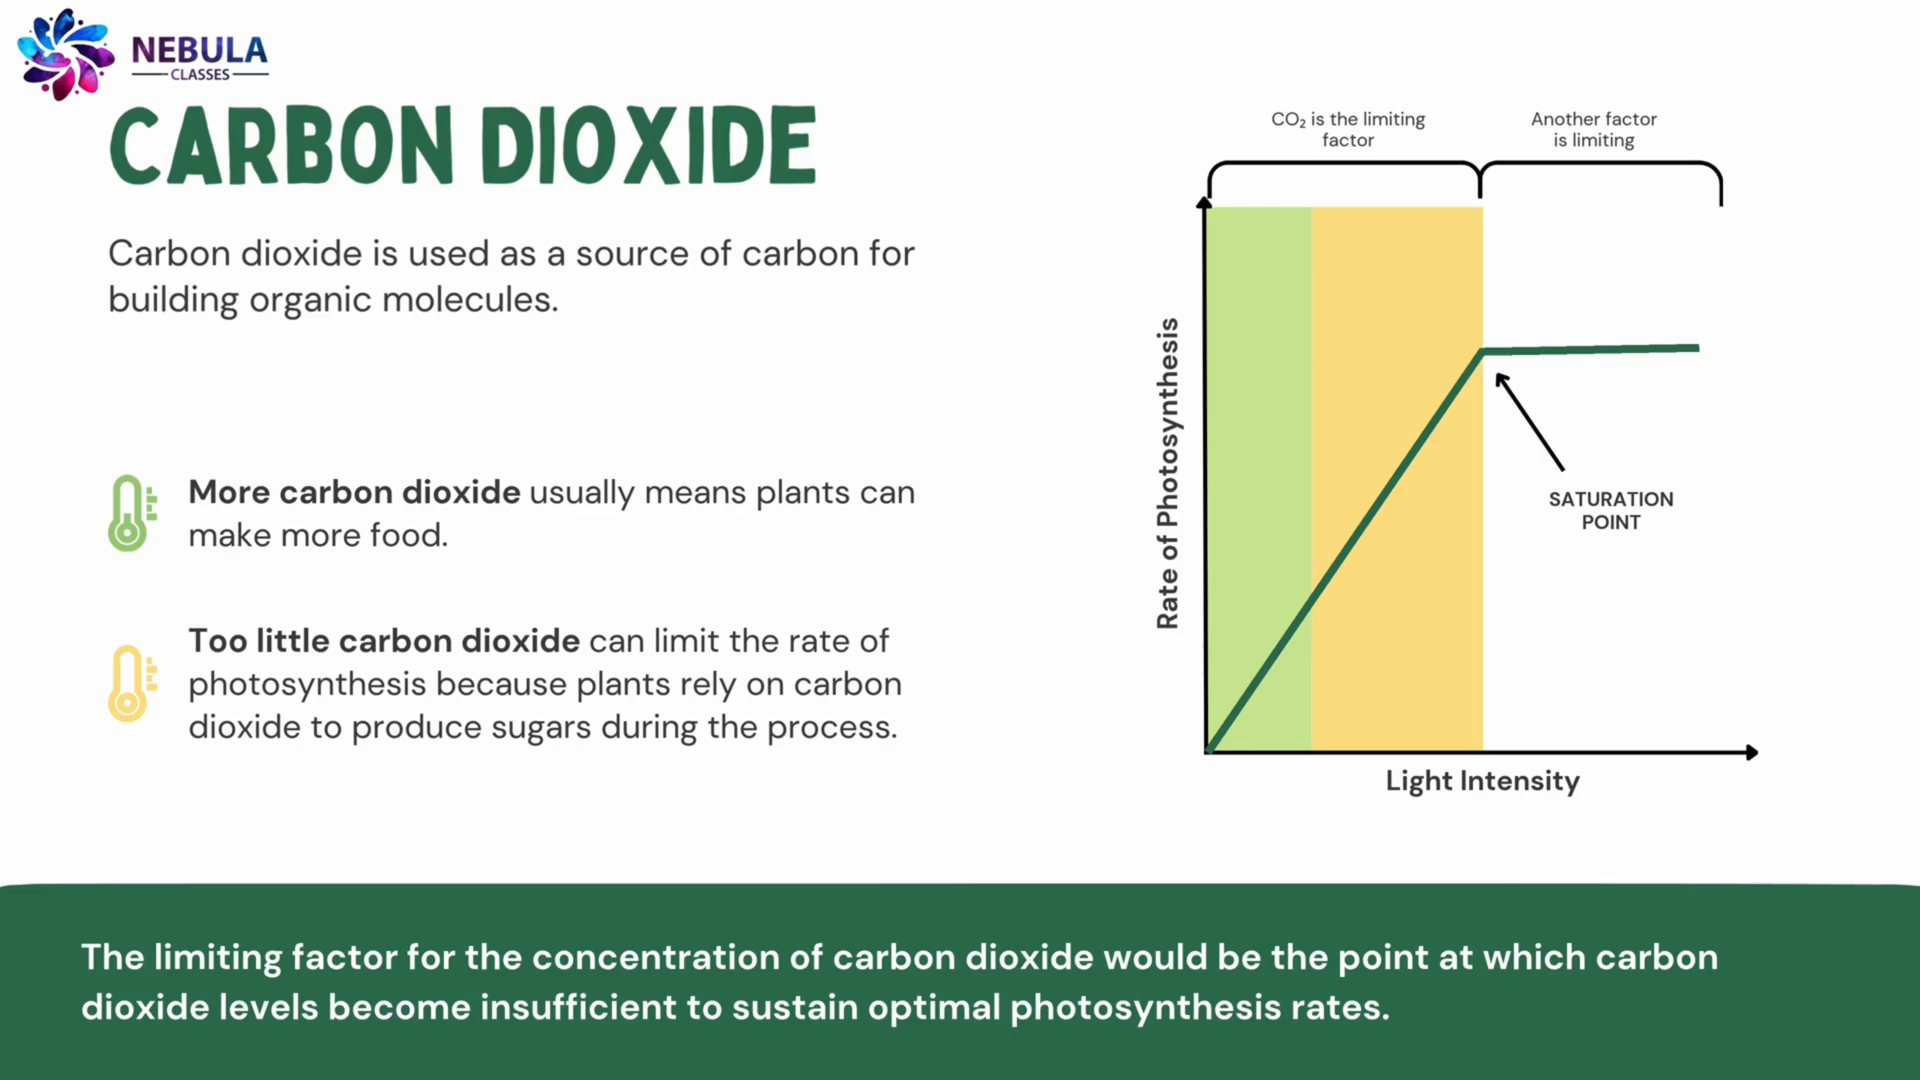 NEBULA
CLASSES
CARBON DIOXIDE
Carbon dioxide is used as a source of carbon for
building organic molecules.
More carbon dioxide usually means plants can
make more food.
Too little carbon dioxide can limit the rate of
photosynthesis because plants rely on carbon
dioxide to produce sugars during the process.
CO₂ is the limiting
factor
Another factor
is limiting
Rate of Photosynthesis
SATURATION
POINT
Light Intensity
The limiting factor for the concentration of carbon dioxide would be the point at which carbon
dioxide levels become insufficient to sustain optimal photosynthesis rates.